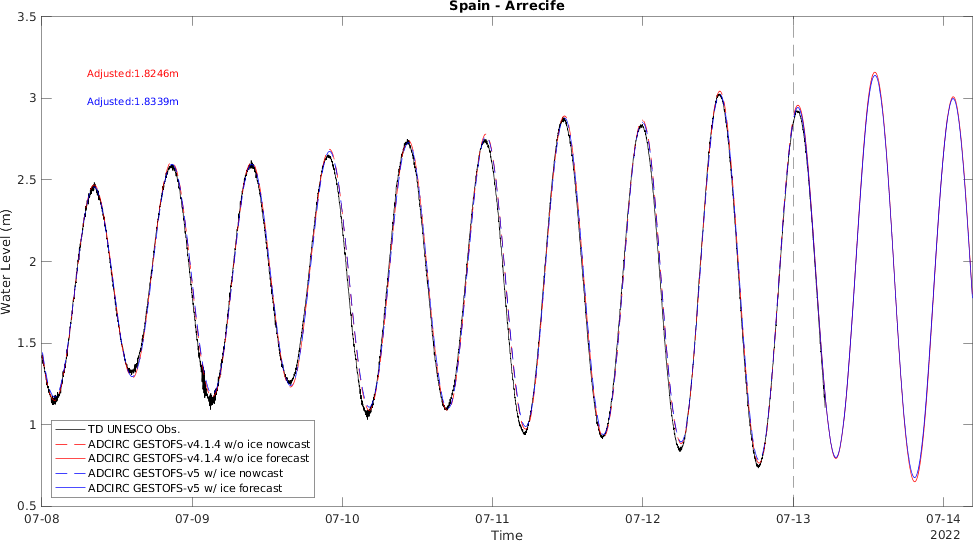 Spain - Arrecife
3.5
3
2.5
2
1.5
1
0.5
Water Level (m)
Adjusted:1.8246m
Adjusted:1.8339m
TD UNESCO Obs.
ADCIRC GESTOFS-v4.1.4 w/o ice nowcast
ADCIRC GESTOFS-v4.1.4 w/o ice forecast
ADCIRC GESTOFS-v5 w/ ice nowcast
ADCIRC GESTOFS-v5 w/ ice forecast
07-08 07-09 07-10 07-11 07-12 07-13 07-14
2022
Time